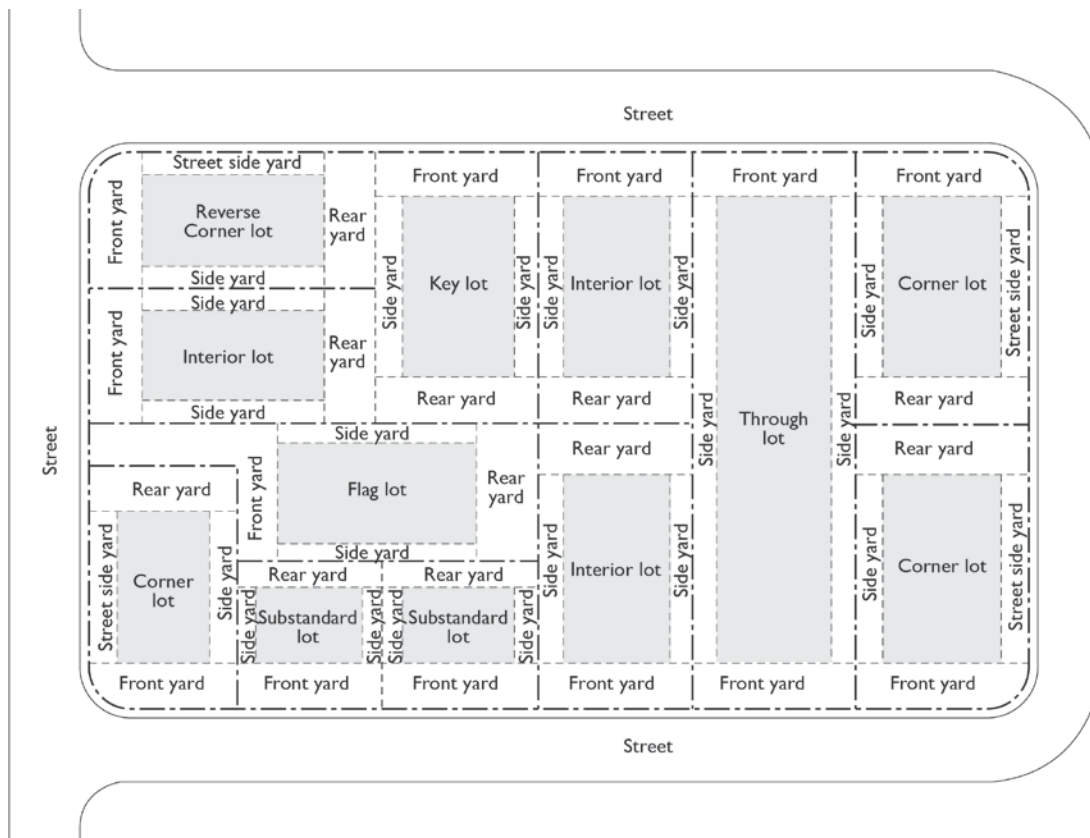 Street
Street side yard
Front yard
Reverse
Corner lot
Rear
yard
Side yard
Front yard
Side yard
Key lot
Side yard
Rear yard
Front yard
Side yard
Interior lot
Side yard
Rear yard
Front yard
Side yard
Through
lot
Side yard
Front yard
Front yard
Side yard
Corner lot
Street side yard
Rear yard
Side yard
Front yard
Interior lot
Rear
yard
Side yard
Street
Side yard
Front yard
Flag lot
Rear
yard
Side yard
Rear yard
Street side yard
Corner
lot
Side yard
Front yard
Rear yard
Side yard
Substandard
lot
Side yard
Front yard
Rear yard
Side yard
Substandard
lot
Side yard
Front yard
Rear yard
Side yard
Interior lot
Side yard
Front yard
Rear yard
Side yard
Corner lot
Street side yard
Front yard
Street